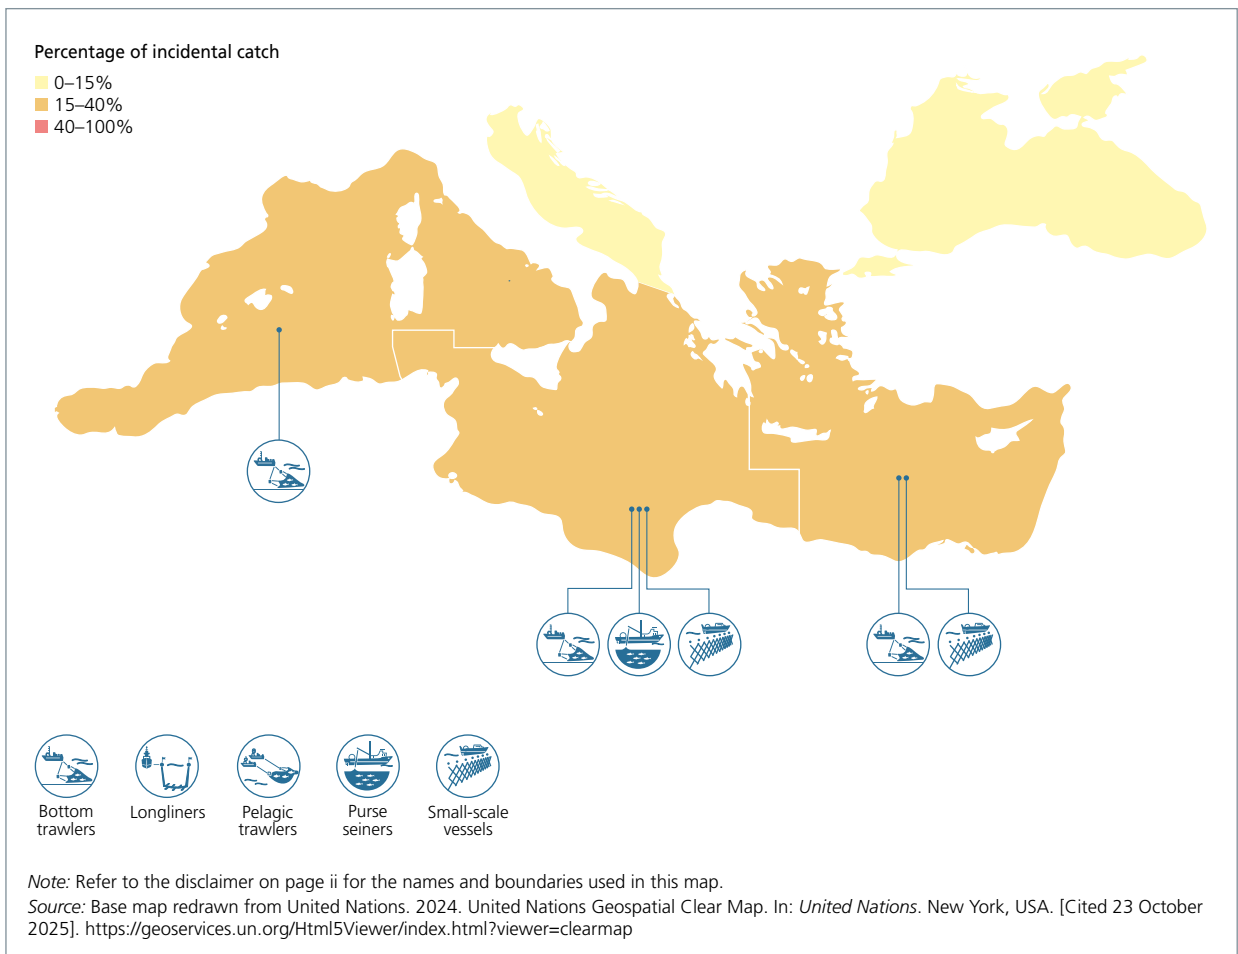 Percentage of incidental catch
0–15%
15–40%
40–100%
Bottom
trawlers
Longliners
Pelagic
trawlers
Purse
seiners
Small-scale
vessels
Note: Refer to the disclaimer on page ii for the names and boundaries used in this map.
Source: Base map redrawn from United Nations. 2024. United Nations Geospatial Clear Map. In: United Nations. New York, USA. [Cited 23 October
2025]. https://geoservices.un.org/Html5Viewer/index.html?viewer=clearmap